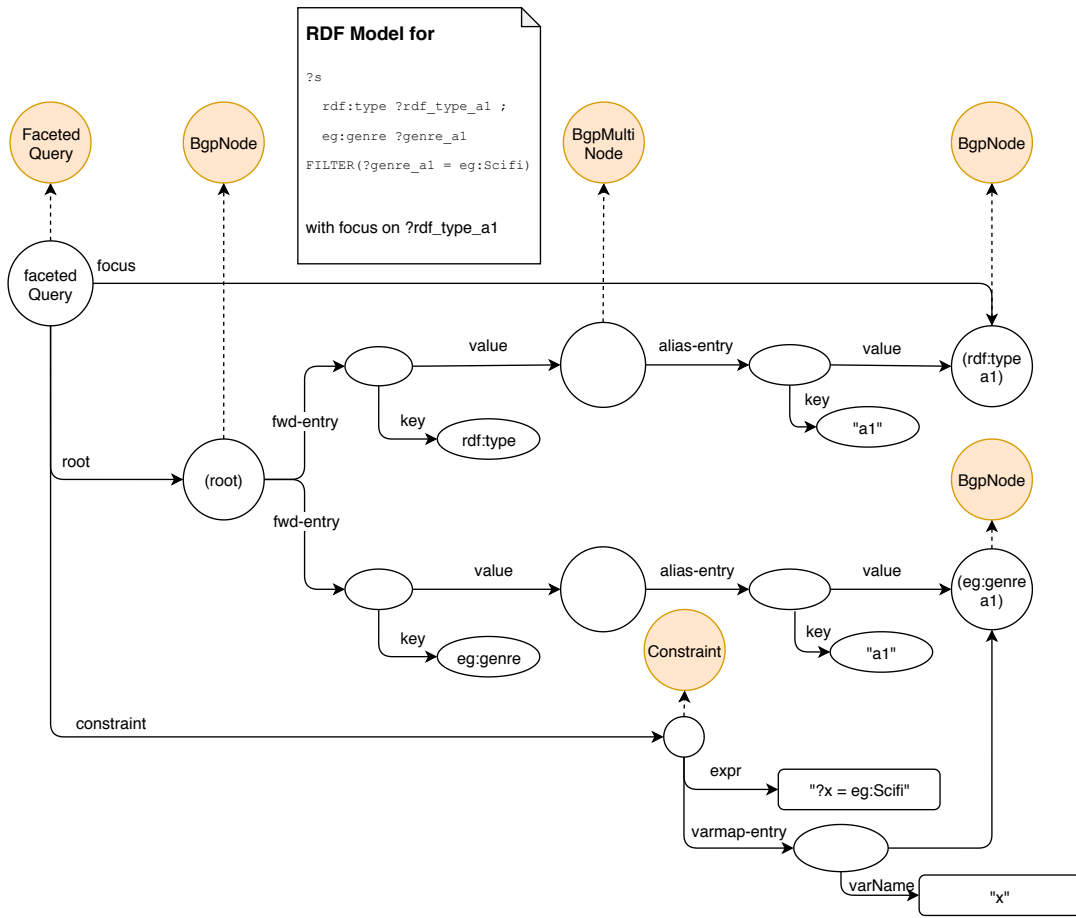 RDF Model for
?s
rdf:type ?rdf_type_a1 ;
eg:genre ?genre_a1
FILTER(?genre_a1 = eg:Scifi)
with focus on ?rdf_type_a1
Faceted
Query
BgpNode
BgpMulti
Node
BgpNode
faceted
Query
focus
value
alias-entry
value
(rdf:type
a1)
fwd-entry
key
rdf:type
key
"a1"
root
(root)
BgpNode
fwd-entry
value
alias-entry
value
(eg:genre
a1)
key
eg:genre
Constraint
key
"a1"
constraint
expr
"?x = eg:Scifi"
varmap-entry
varName
"x"